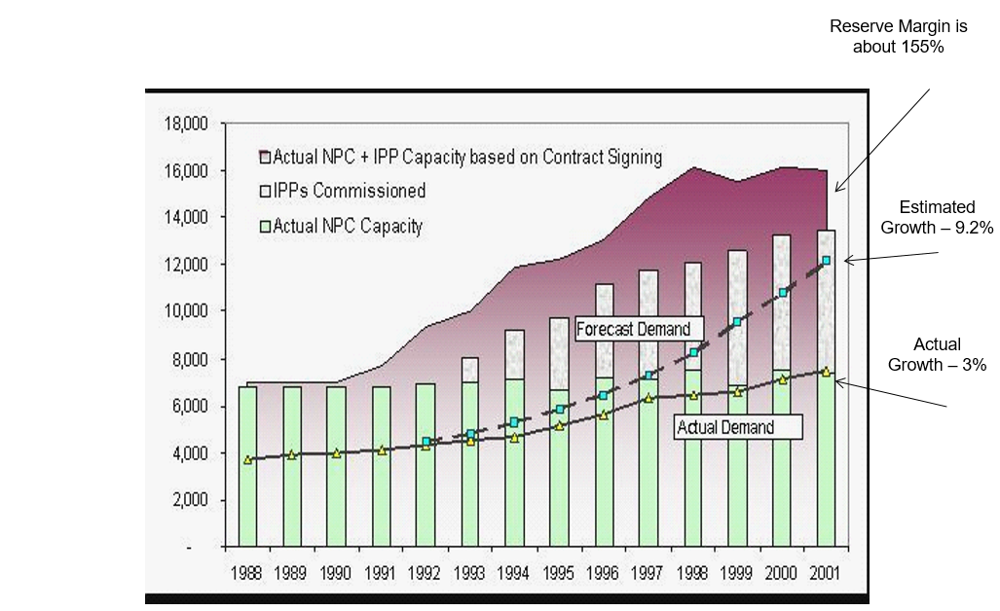 Reserve Margin is
about 155%
18,000
16,000
14,000
12,000
10,000
8,000
6,000
4,000
2,000
-
Actual NPC + IPP Capacity based on Contract Signing
IPPs Commissioned
Actual NPC Capacity
Estimated
Growth – 9.2%
Forecast Demand
Actual
Growth – 3%
Actual Demand
1988 1989 1990 1991 1992 1993 1994 1995 1996 1997 1998 1999 2000 2001